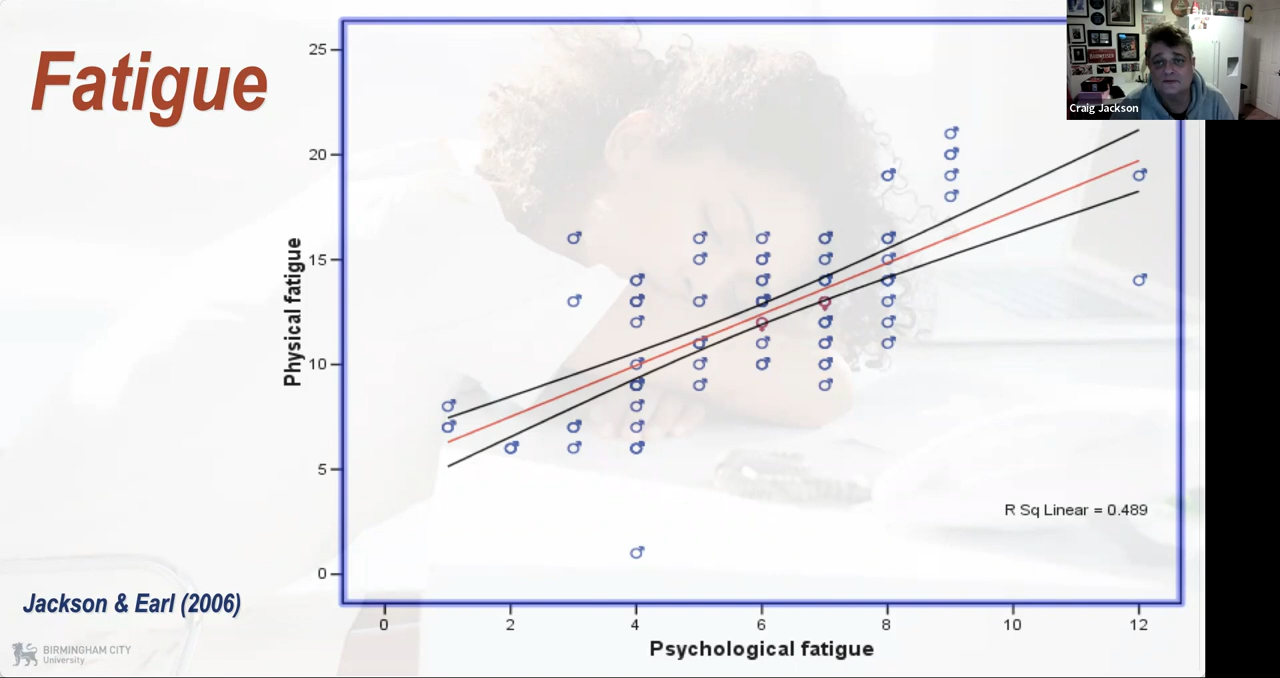 Fatigue
Craig Jackson
25
20
15
10
5
0
Physical fatigue
R Sq Linear = 0.489
0 2 4 6 8 10 12
Psychological fatigue
Jackson & Earl (2006)
BIRMINGHAM CITY
University